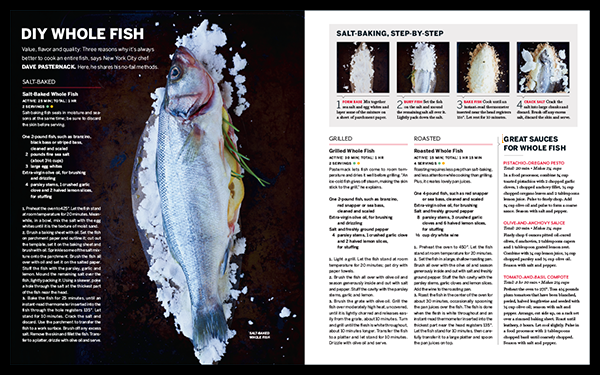 DIY WHOLE FISH
Value, flavor and quality: Three reasons why it's always
better to cook an entire fish, says New York City chef
DAVE PASTERNACK. Here, he shares his no-fail methods.
SALT-BAKED
Salt-Baked Whole Fish
ACTIVE: 25 MIN; TOTAL: 1 HR
2 SERVINGS
Salt-baking fish seals in moisture and sea-
sons at the same time; be sure to discard
the skin before serving.
One 2-pound fish, such as branzino,
black bass or striped bass,
cleaned and scaled
2 pounds fine sea salt
(about 3½ cups)
3 large egg whites
Extra-virgin olive oil, for brushing
and drizzling
4 parsley stems, 1 crushed garlic clove
and 2 halved lemon slices,
for stuffing
1. Preheat the oven to 425°. Let the fish stand
at room temperature for 20 minutes. Mean-
while, in a bowl, mix the salt with the egg
whites until it is the texture of moist sand.
2. Brush a baking sheet with oil. Set the fish
on parchment paper and outline it; cut out
the template, set it on the baking sheet and
brush with oil. Spread some of the salt mix-
ture onto the parchment. Brush the fish all
over with oil and set it on the salted paper.
Stuff the fish with the parsley, garlic and
lemon. Mound the remaining salt over the
fish, lightly packing it. Using a skewer, poke
a hole through the salt at the thickest part
of the fish near the head.
3. Bake the fish for 25 minutes, until an
instant-read thermometer inserted into the
fish through the hole registers 135°. Let
stand for 10 minutes. Crack the salt and
discard. Use the parchment to transfer the
fish to a work surface. Brush off any excess
salt. Remove the skin and fillet the fish. Trans-
fer to a platter; drizzle with olive oil and serve.
SALT-BAKED
WHOLE FISH
SALT-BAKING, STEP-BY-STEP
1 FORM BASE Mix together
sea salt and egg whites and
layer some of the mixture on
a sheet of parchment paper.
2 BURY FISH Set the fish
on the salt and mound
the remaining salt all over it.
Lightly pack down the salt.
3 BAKE FISH Cook until an
instant-read thermometer
inserted near the head registers
135°. Let rest for 10 minutes.
4 CRACK SALT Crack the
salt into large chunks and
discard. Brush off any excess
salt, discard the skin and serve.
GRILLED
Grilled Whole Fish
ACTIVE: 30 MIN; TOTAL: 1 HR
2 SERVINGS
Pasternack lets fish come to room tem-
perature and dries it well before grilling. "As
the cold fish gives off steam, making the skin
stick to the grill," he explains.
One 2-pound fish, such as red
snapper or sea bass,
cleaned and scaled
Extra-virgin olive oil, for brushing
and drizzling
Salt and freshly ground pepper
4 parsley stems, 1 crushed garlic clove
and 2 halved lemon slices,
for stuffing
1. Light a grill. Let the fish stand at room
temperature for 20 minutes; pat dry with
paper towels.
2. Brush the fish all over with olive oil and
season generously inside and out with salt
and pepper. Stuff the cavity with the parsley
stems, garlic and lemon.
3. Brush the grate with olive oil. Grill the
fish over moderately high heat, uncovered,
until it is lightly charred and releases eas-
ily from the grate, about 10 minutes. Turn
and grill until the flesh is white throughout,
about 10 minutes longer. Transfer the fish
to a platter and let stand for 10 minutes.
Drizzle with olive oil and serve.
ROASTED
Roasted Whole Fish
ACTIVE: 15 MIN; TOTAL: 1 HR 15 MIN
4 SERVINGS
Roasting requires less prep than salt-baking,
and less attention while cooking than grilling.
Plus, it creates lovely pan juices.
One 4-pound fish, such as red snapper
or sea bass, cleaned and scaled
Extra-virgin olive oil, for brushing
Salt and freshly ground pepper
8 parsley stems, 3 crushed garlic
cloves and 6 halved lemon slices,
for stuffing
½ cup dry white wine
1. Preheat the oven to 450°. Let the fish
stand at room temperature for 20 minutes.
2. Set the fish in a large, shallow roasting pan.
Brush all over with the olive oil and season
generously inside and out with salt and fresh-
ly ground pepper. Stuff the fish cavity with the
parsley stems, garlic cloves and lemon slices.
Add the wine to the roasting pan.
3. Roast the fish in the center of the oven for
about 30 minutes, occasionally spooning
the pan juices over the fish. The fish is done
when the flesh is white throughout and an
instant-read thermometer inserted into the
thickest part near the head registers 135°.
Let the fish stand for 10 minutes, then care-
fully transfer it to a large platter and spoon
the pan juices on top.
GREAT SAUCES
FOR WHOLE FISH
PISTACHIO-OREGANO PESTO
Total: 20 min • Makes 1¼ cups
In a food processor, combine ¾ cup
roasted pistachios with 2 chopped garlic
cloves, 1 chopped anchovy fillet, ½ cup
chopped oregano leaves and 2 tablespoons
lemon juice. Pulse to finely chop. Add
¾ cup olive oil and pulse to form a coarse
sauce. Season with salt and pepper.
OLIVE-AND-ANCHOVY SAUCE
Total: 20 min • Makes 1¼ cups
Finely chop 6 ounces pitted oil-cured
olives, 6 anchovies, 2 tablespoons capers
and 1 tablespoon grated lemon zest.
Combine with ¼ cup lemon juice, ¼ cup
chopped parsley and ½ cup olive oil.
Season with salt and pepper.
TOMATO-AND-BASIL COMPOTE
Total: 2 hr 20 min • Makes 2¼ cups
Preheat the oven to 275°. Toss 2½ pounds
plum tomatoes that have been blanched,
peeled, halved lengthwise and seeded with
½ cup olive oil; season with salt and
pepper. Arrange, cut side up, on a rack set
over a rimmed baking sheet. Roast until
leathery, 2 hours. Let cool slightly. Pulse in a
food processor with 2 tablespoons
chopped basil until coarsely chopped.
Season with salt and pepper.